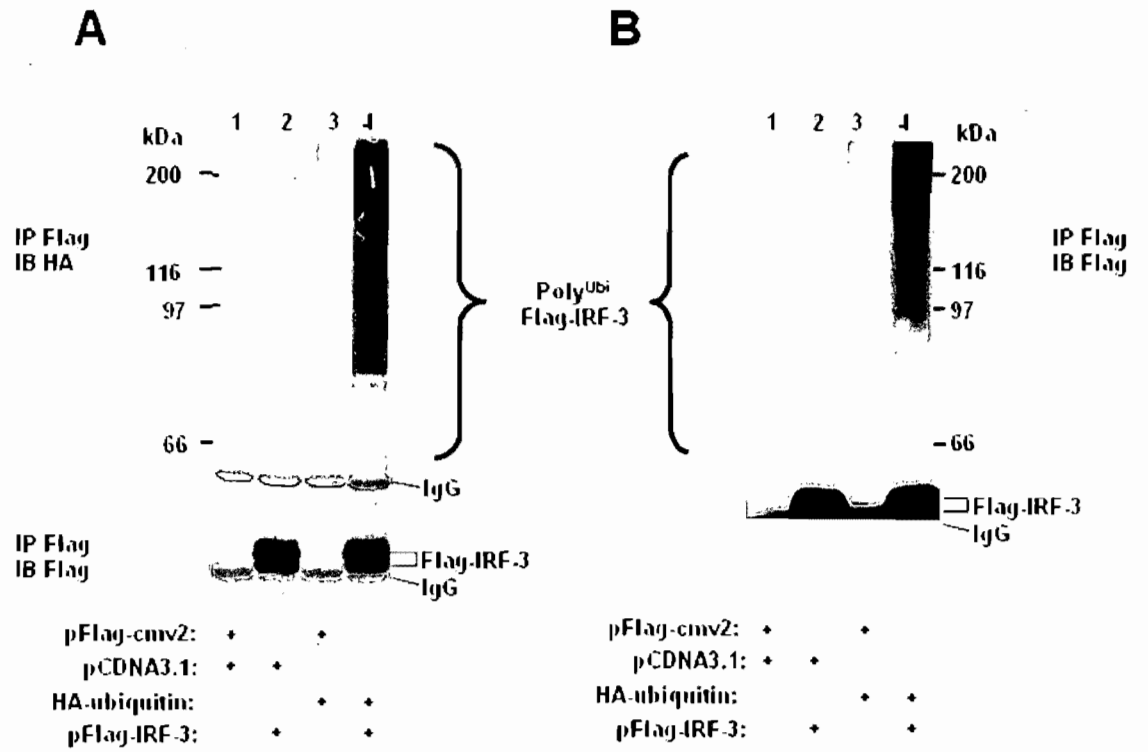 A
B
1 2 3 4
kDa
200
116
97
66
IP Flag
IB HA
IgG
IP Flag
IB Flag
Flag-IRF-3
IgG
Poly^Ubi
Flag-IRF-3
1 2 3 4
kDa
200
116
97
66
IP Flag
IB Flag
Flag-IRF-3
IgG
pFlag-cmv2: + +
pCDNA3.1: + +
HA-ubiquitin: + +
pFlag-IRF-3: + +
pFlag-cmv2: + +
pCDNA3.1: + +
HA-ubiquitin: + +
pFlag-IRF-3: + +